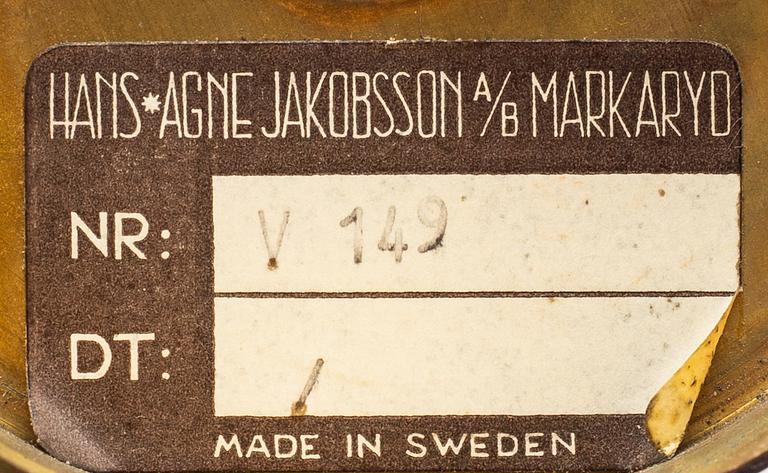 HANS*AGNE JAKOBSSON A/B MARKARYD
NR: V 149
DT: /
MADE IN SWEDEN